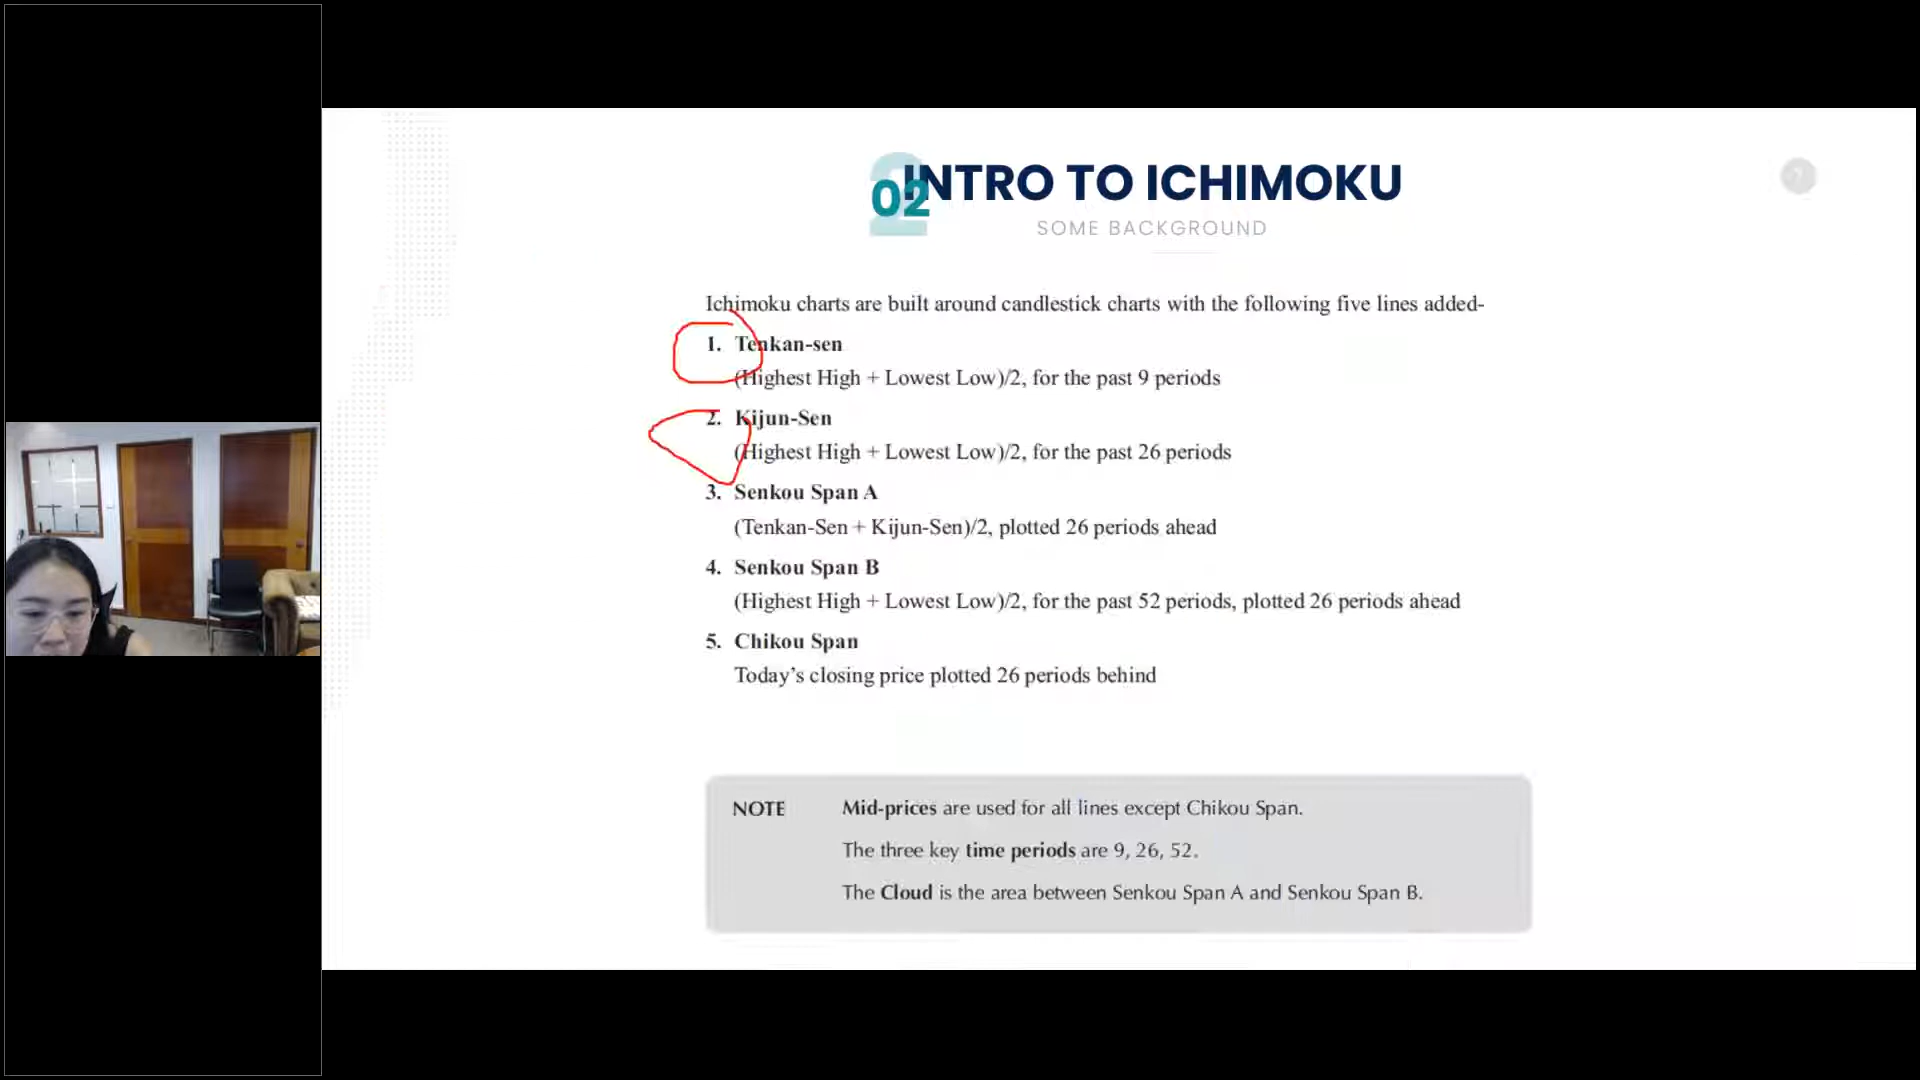 02
INTRO TO ICHIMOKU
SOME BACKGROUND
Ichimoku charts are built around candlestick charts with the following five lines added-
1. Tenkan-sen
(Highest High + Lowest Low)/2, for the past 9 periods
2. Kijun-Sen
(Highest High + Lowest Low)/2, for the past 26 periods
3. Senkou Span A
(Tenkan-Sen + Kijun-Sen)/2, plotted 26 periods ahead
4. Senkou Span B
(Highest High + Lowest Low)/2, for the past 52 periods, plotted 26 periods ahead
5. Chikou Span
Today’s closing price plotted 26 periods behind
NOTE Mid-prices are used for all lines except Chikou Span.
The three key time periods are 9, 26, 52.
The Cloud is the area between Senkou Span A and Senkou Span B.